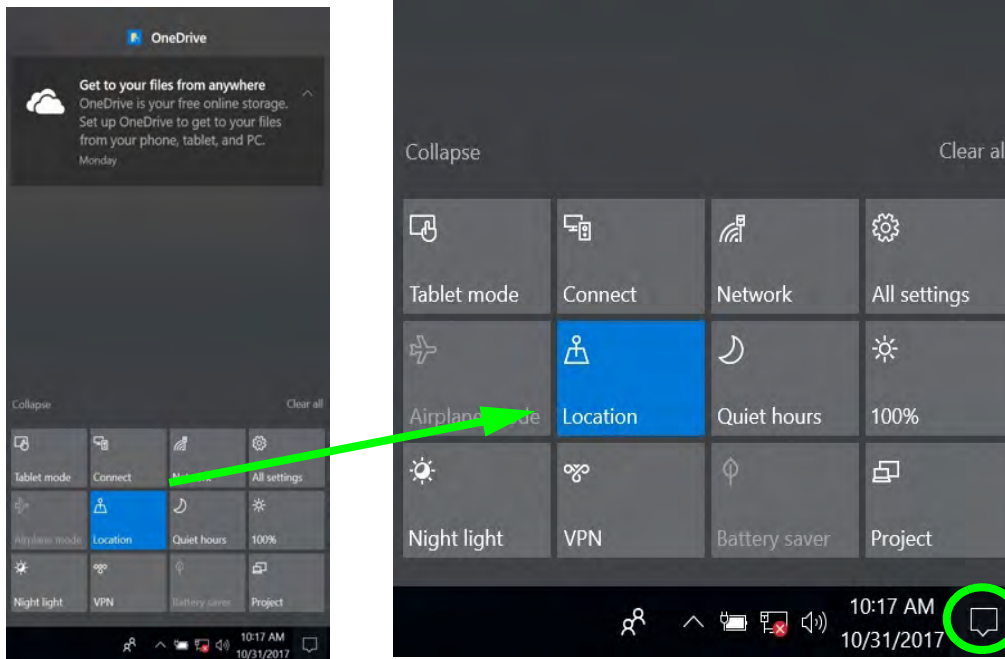 OneDrive
Get to your files from anywhere
OneDrive is your free online storage.
Set up OneDrive to get to your files
from your phone, tablet, and PC.
Monday
Collapse Clear all
Tablet mode Connect All settings
Airplane mode Location Quiet hours 100%
Night light VPN Battery saver Project
10:17 AM
10/31/2017
Collapse Clear al
Tablet mode Connect Network All settings
Airplane de Location Quiet hours 100%
Night light VPN Battery saver Project
10:17 AM
10/31/2017